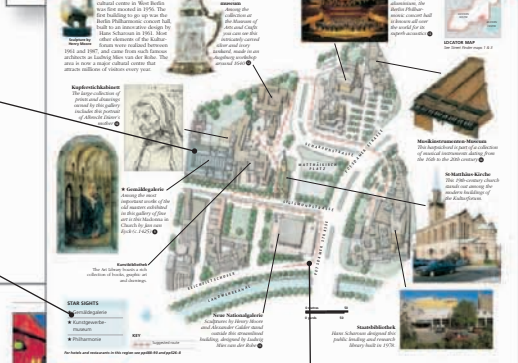 cultural centre in West Berlin
was first mooted in 1956. The
first building to go up was the
Berlin Philharmonic concert hall,
built to an innovative design by
Hans Scharoun in 1961. Most
other elements of the Kultur-
forum were realized between
1961 and 1987, and came from such famous
architects as Ludwig Mies van der Rohe. The
area is now a major cultural centre that
attracts millions of visitors every year.
Sculpture by
Henry Moore
museum
Among the
collection at the
Museum of
Arts and Crafts
you can see this
intricately carved
silver and ivory
tankard, made in an
Augsburg workshop
around 1640
aluminium, the
Berlin Philhar-
monic concert hall
is known all over
the world for its
superb acoustics
LOCATOR MAP
See Street Finder maps
Kupferstichkabinett
The large collection of
prints and drawings
owned by this gallery
includes this portrait
of Albrecht Dürer's
mother
Musikinstrumenten-Museum
This harpsichord is part of a collection
of musical instruments dating from
the 16th to the 20th century
★ Gemäldegalerie
Among the most
important works of the
old masters exhibited
in this gallery of fine
art is this Madonna in
Church by Jan van
Eyck (c. 1425)
St-Matthäus-Kirche
This 19th-century church
stands out among the
modern buildings of
the Kulturforum.
MATTHÄIKIRCH
PLATZ
Kunstbibliothek
The Art Library boasts a rich
collection of books, graphic art
and drawings.
STAR SIGHTS
★ Gemäldegalerie
★ Kunstgewerbe-
museum
★ Philharmonie
KEY
Suggested route
Neue Nationalgalerie
Sculptures by Henry Moore
and Alexander Calder stand
outside this streamlined
building, designed by Ludwig
Mies van der Rohe
Staatsbibliothek
Hans Scharoun designed this
public lending and research
library built in 1978.
For hotels and restaurants in this region see